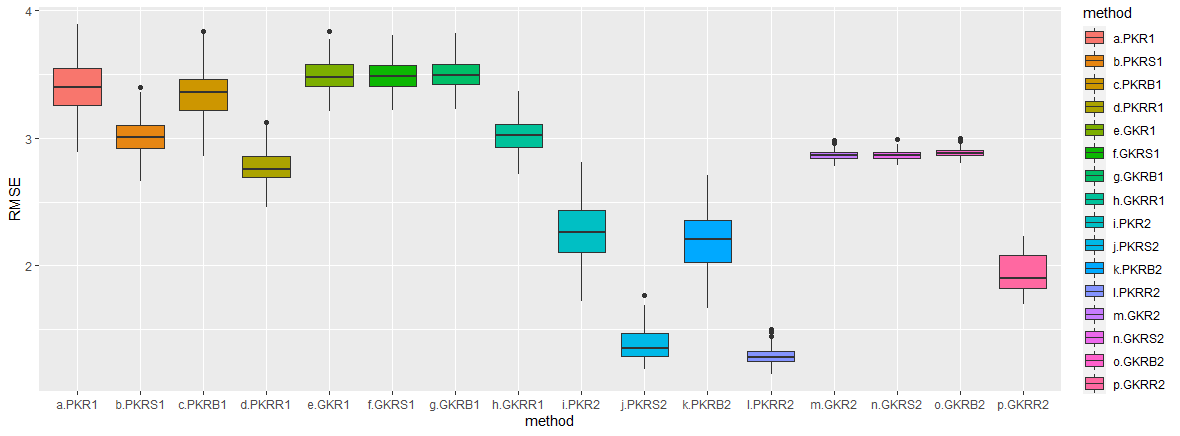 4
3
2
RMSE
a.PKR1 b.PKRS1 c.PKRB1 d.PKRR1 e.GKR1 f.GKRS1 g.GKRB1 h.GKRR1 i.PKR2 j.PKRS2 k.PKRB2 l.PKRR2 m.GKR2 n.GKRS2 o.GKRB2 p.GKRR2
method
method
a.PKR1
b.PKRS1
c.PKRB1
d.PKRR1
e.GKR1
f.GKRS1
g.GKRB1
h.GKRR1
i.PKR2
j.PKRS2
k.PKRB2
l.PKRR2
m.GKR2
n.GKRS2
o.GKRB2
p.GKRR2